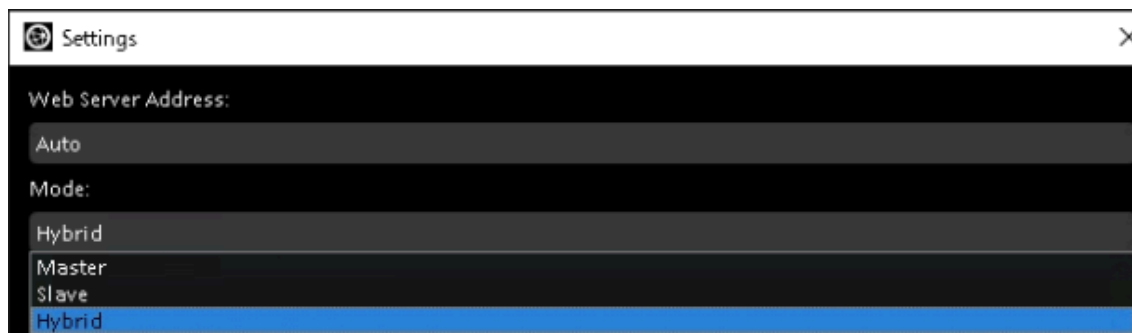 Settings
Web Server Address:
Auto
Mode:
Hybrid
Master
Slave
Hybrid